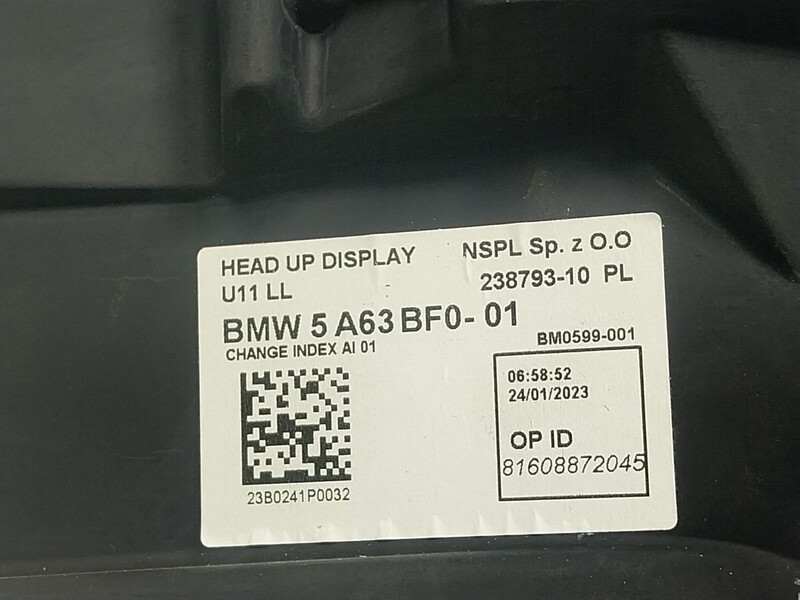 HEAD UP DISPLAY
NSPL Sp. z O.O
U11 LL
238793-10 PL
BMW 5 A63 BF0- 01
CHANGE INDEX AI 01
BM0599-001
06:58:52
24/01/2023
OP ID
81608872045
23B0241P0032